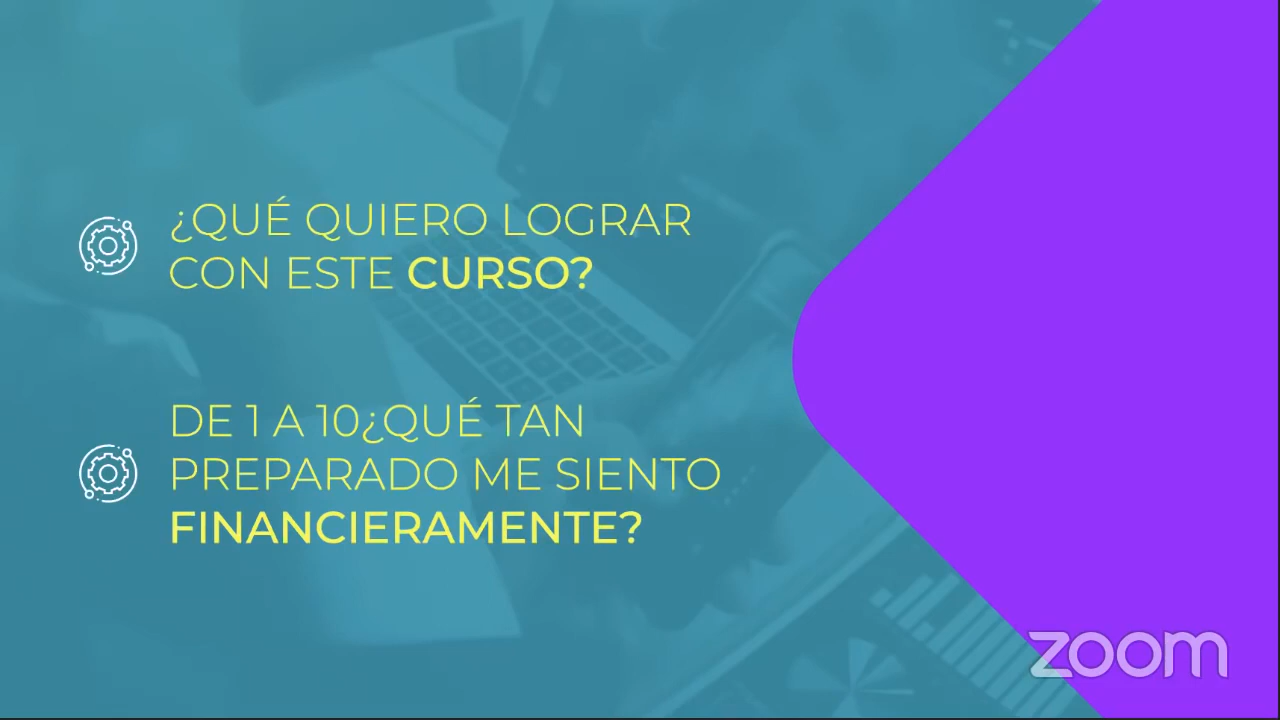 ¿QUÉ QUIERO LOGRAR
CON ESTE CURSO?
DE 1 A 10¿QUÉ TAN
PREPARADO ME SIENTO
FINANCIERAMENTE?
zoom